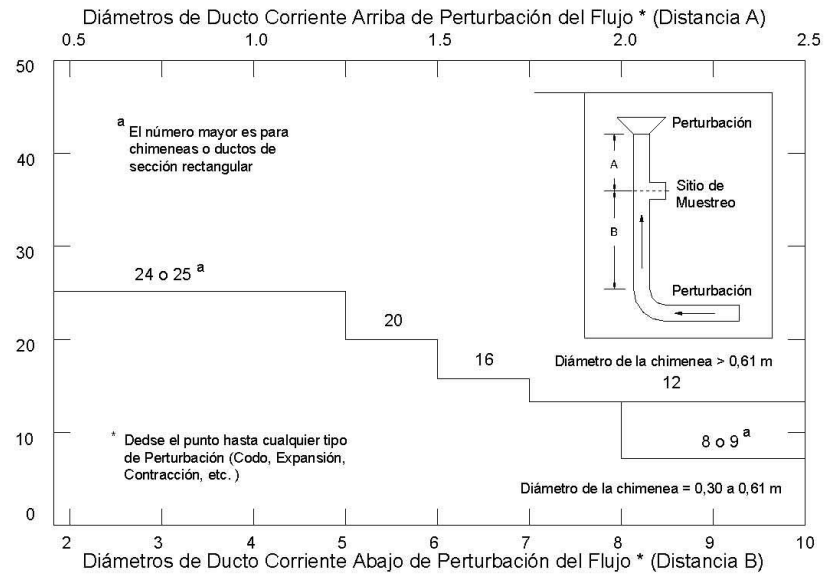 Diámetros de Ducto Corriente Arriba de Perturbación del Flujo * (Distancia A)
0.5 1.0 1.5 2.0 2.5
50
40
30
20
10
0
a El número mayor es para
chimeneas o ductos de
sección rectangular
Perturbación
A
Sitio de
Muestreo
B
Perturbación
24 o 25 a
20
16
Diámetro de la chimenea > 0,61 m
12
8 o 9 a
* Dedse el punto hasta cualquier tipo
de Perturbación (Codo, Expansión,
Contracción, etc. )
Diámetro de la chimenea = 0,30 a 0,61 m
2 3 4 5 6 7 8 9 10
Diámetros de Ducto Corriente Abajo de Perturbación del Flujo * (Distancia B)